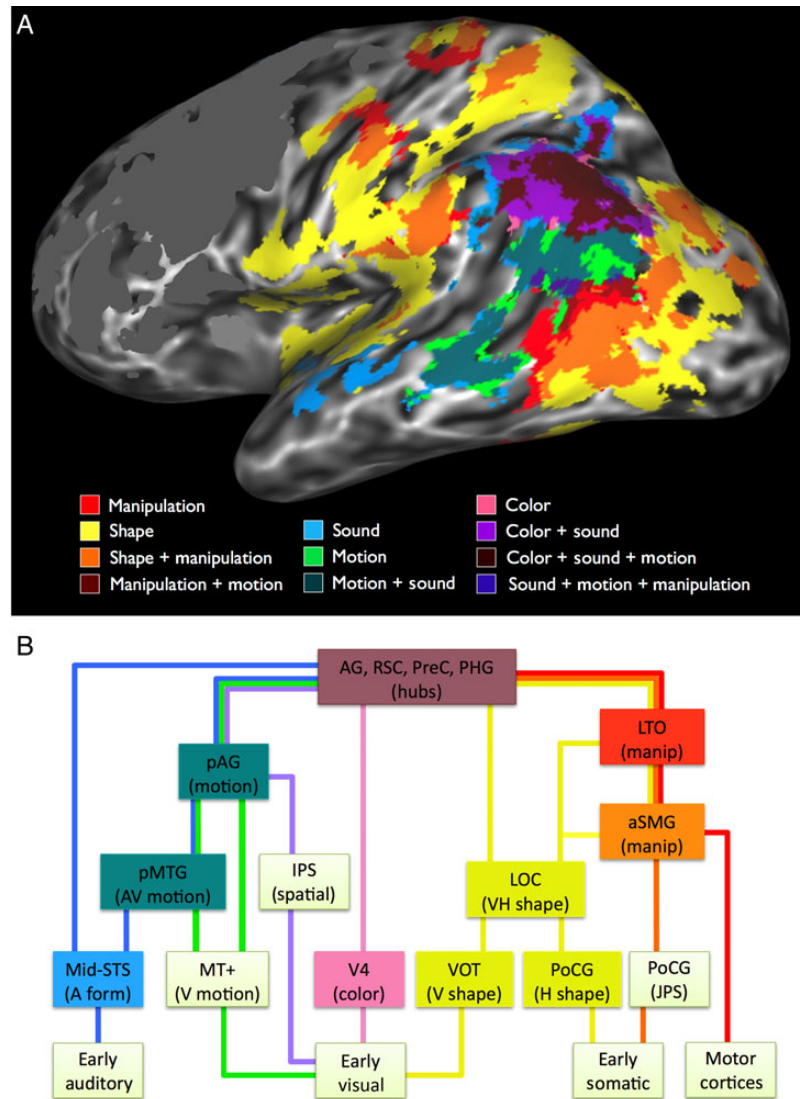 A
Manipulation
Shape
Shape + manipulation
Manipulation + motion
Sound
Motion
Motion + sound
Color
Color + sound
Color + sound + motion
Sound + motion + manipulation
B
AG, RSC, PreC, PHG
(hubs)
LTO
(manip)
pAG
(motion)
aSMG
(manip)
pMTG
(AV motion)
IPS
(spatial)
LOC
(VH shape)
Mid-STS
(A form)
MT+
(V motion)
V4
(color)
VOT
(V shape)
PoCG
(H shape)
PoCG
(JPS)
Early
auditory
Early
visual
Early
somatic
Motor
cortices